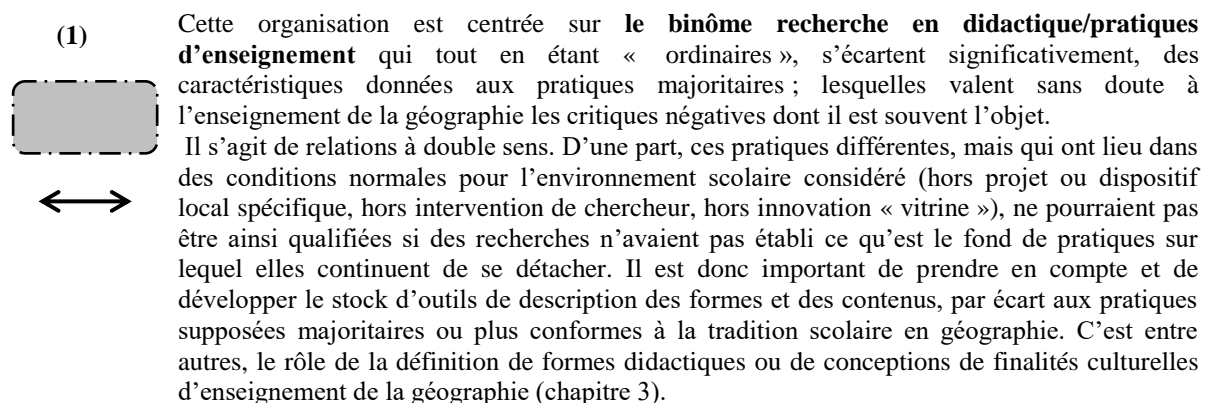 (1)
Cette organisation est centrée sur le binôme recherche en didactique/pratiques
d’enseignement qui tout en étant « ordinaires », s’écartent significativement, des
caractéristiques données aux pratiques majoritaires ; lesquelles valent sans doute à
l’enseignement de la géographie les critiques négatives dont il est souvent l’objet.
Il s’agit de relations à double sens. D’une part, ces pratiques différentes, mais qui ont lieu dans
des conditions normales pour l’environnement scolaire considéré (hors projet ou dispositif
local spécifique, hors intervention de chercheur, hors innovation « vitrine »), ne pourraient pas
être ainsi qualifiées si des recherches n’avaient pas établi ce qu’est le fond de pratiques sur
lequel elles continuent de se détacher. Il est donc important de prendre en compte et de
développer le stock d’outils de description des formes et des contenus, par écart aux pratiques
supposées majoritaires ou plus conformes à la tradition scolaire en géographie. C’est entre
autres, le rôle de la définition de formes didactiques ou de conceptions de finalités culturelles
d’enseignement de la géographie (chapitre 3).